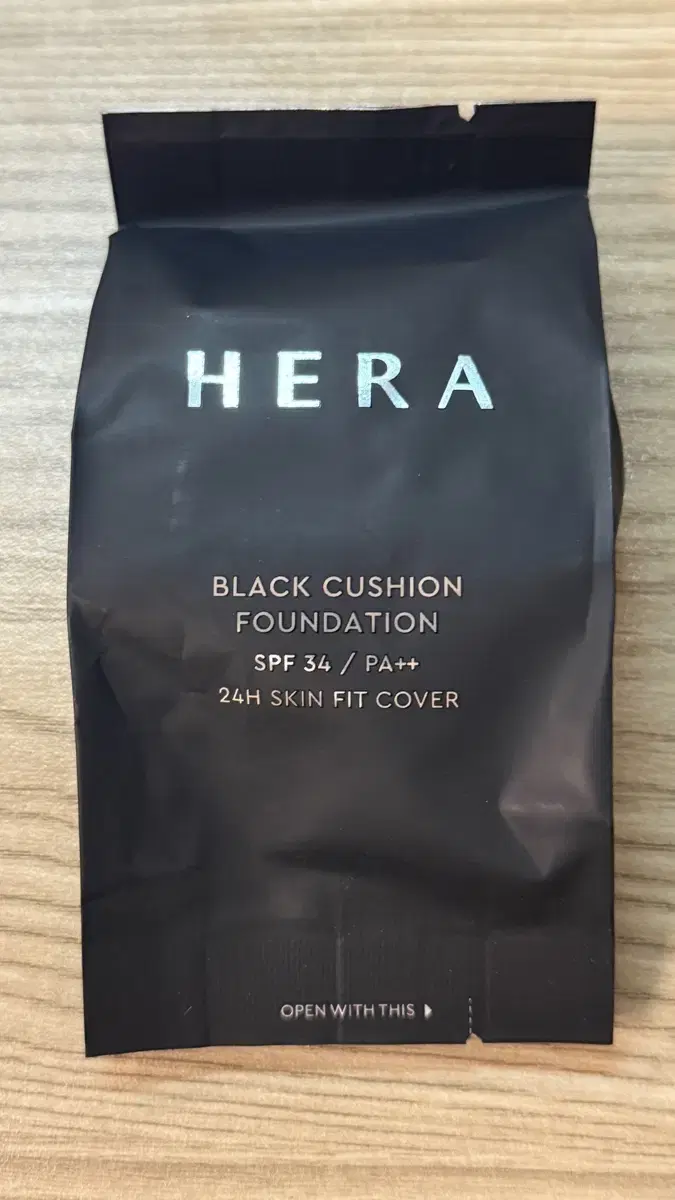 HERA
BLACK CUSHION
FOUNDATION
SPF 34 / PA++
24H SKIN FIT COVER
OPEN WITH THIS